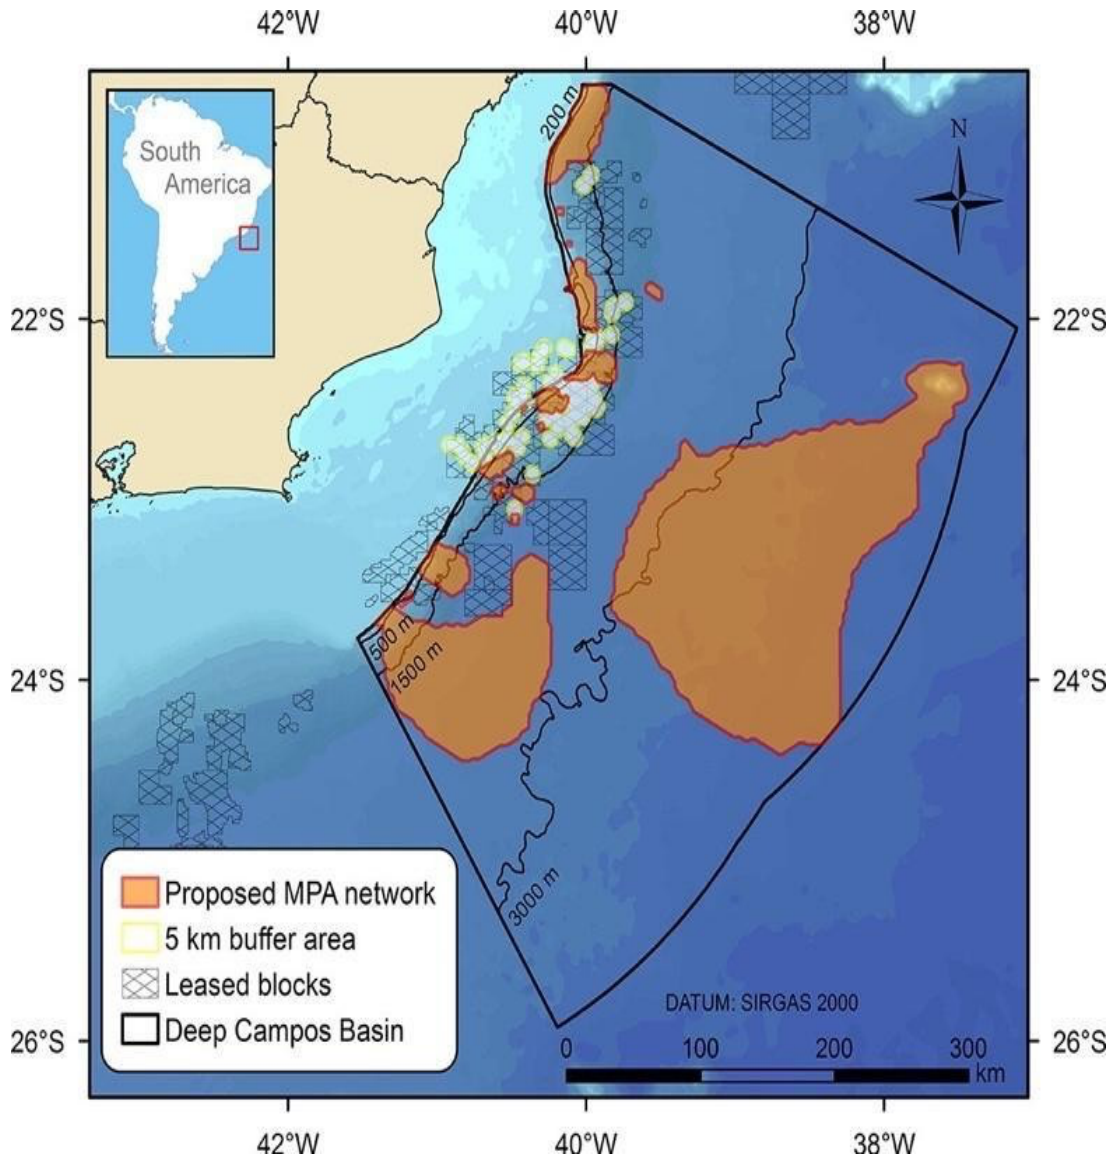 42°W 40°W 38°W
South
America
200 m
N
22°S 22°S
500 m
1500 m
24°S 24°S
3000 m
Proposed MPA network
5 km buffer area
Leased blocks
Deep Campos Basin
DATUM: SIRGAS 2000
26°S 26°S
0 100 200 300
km
42°W 40°W 38°W